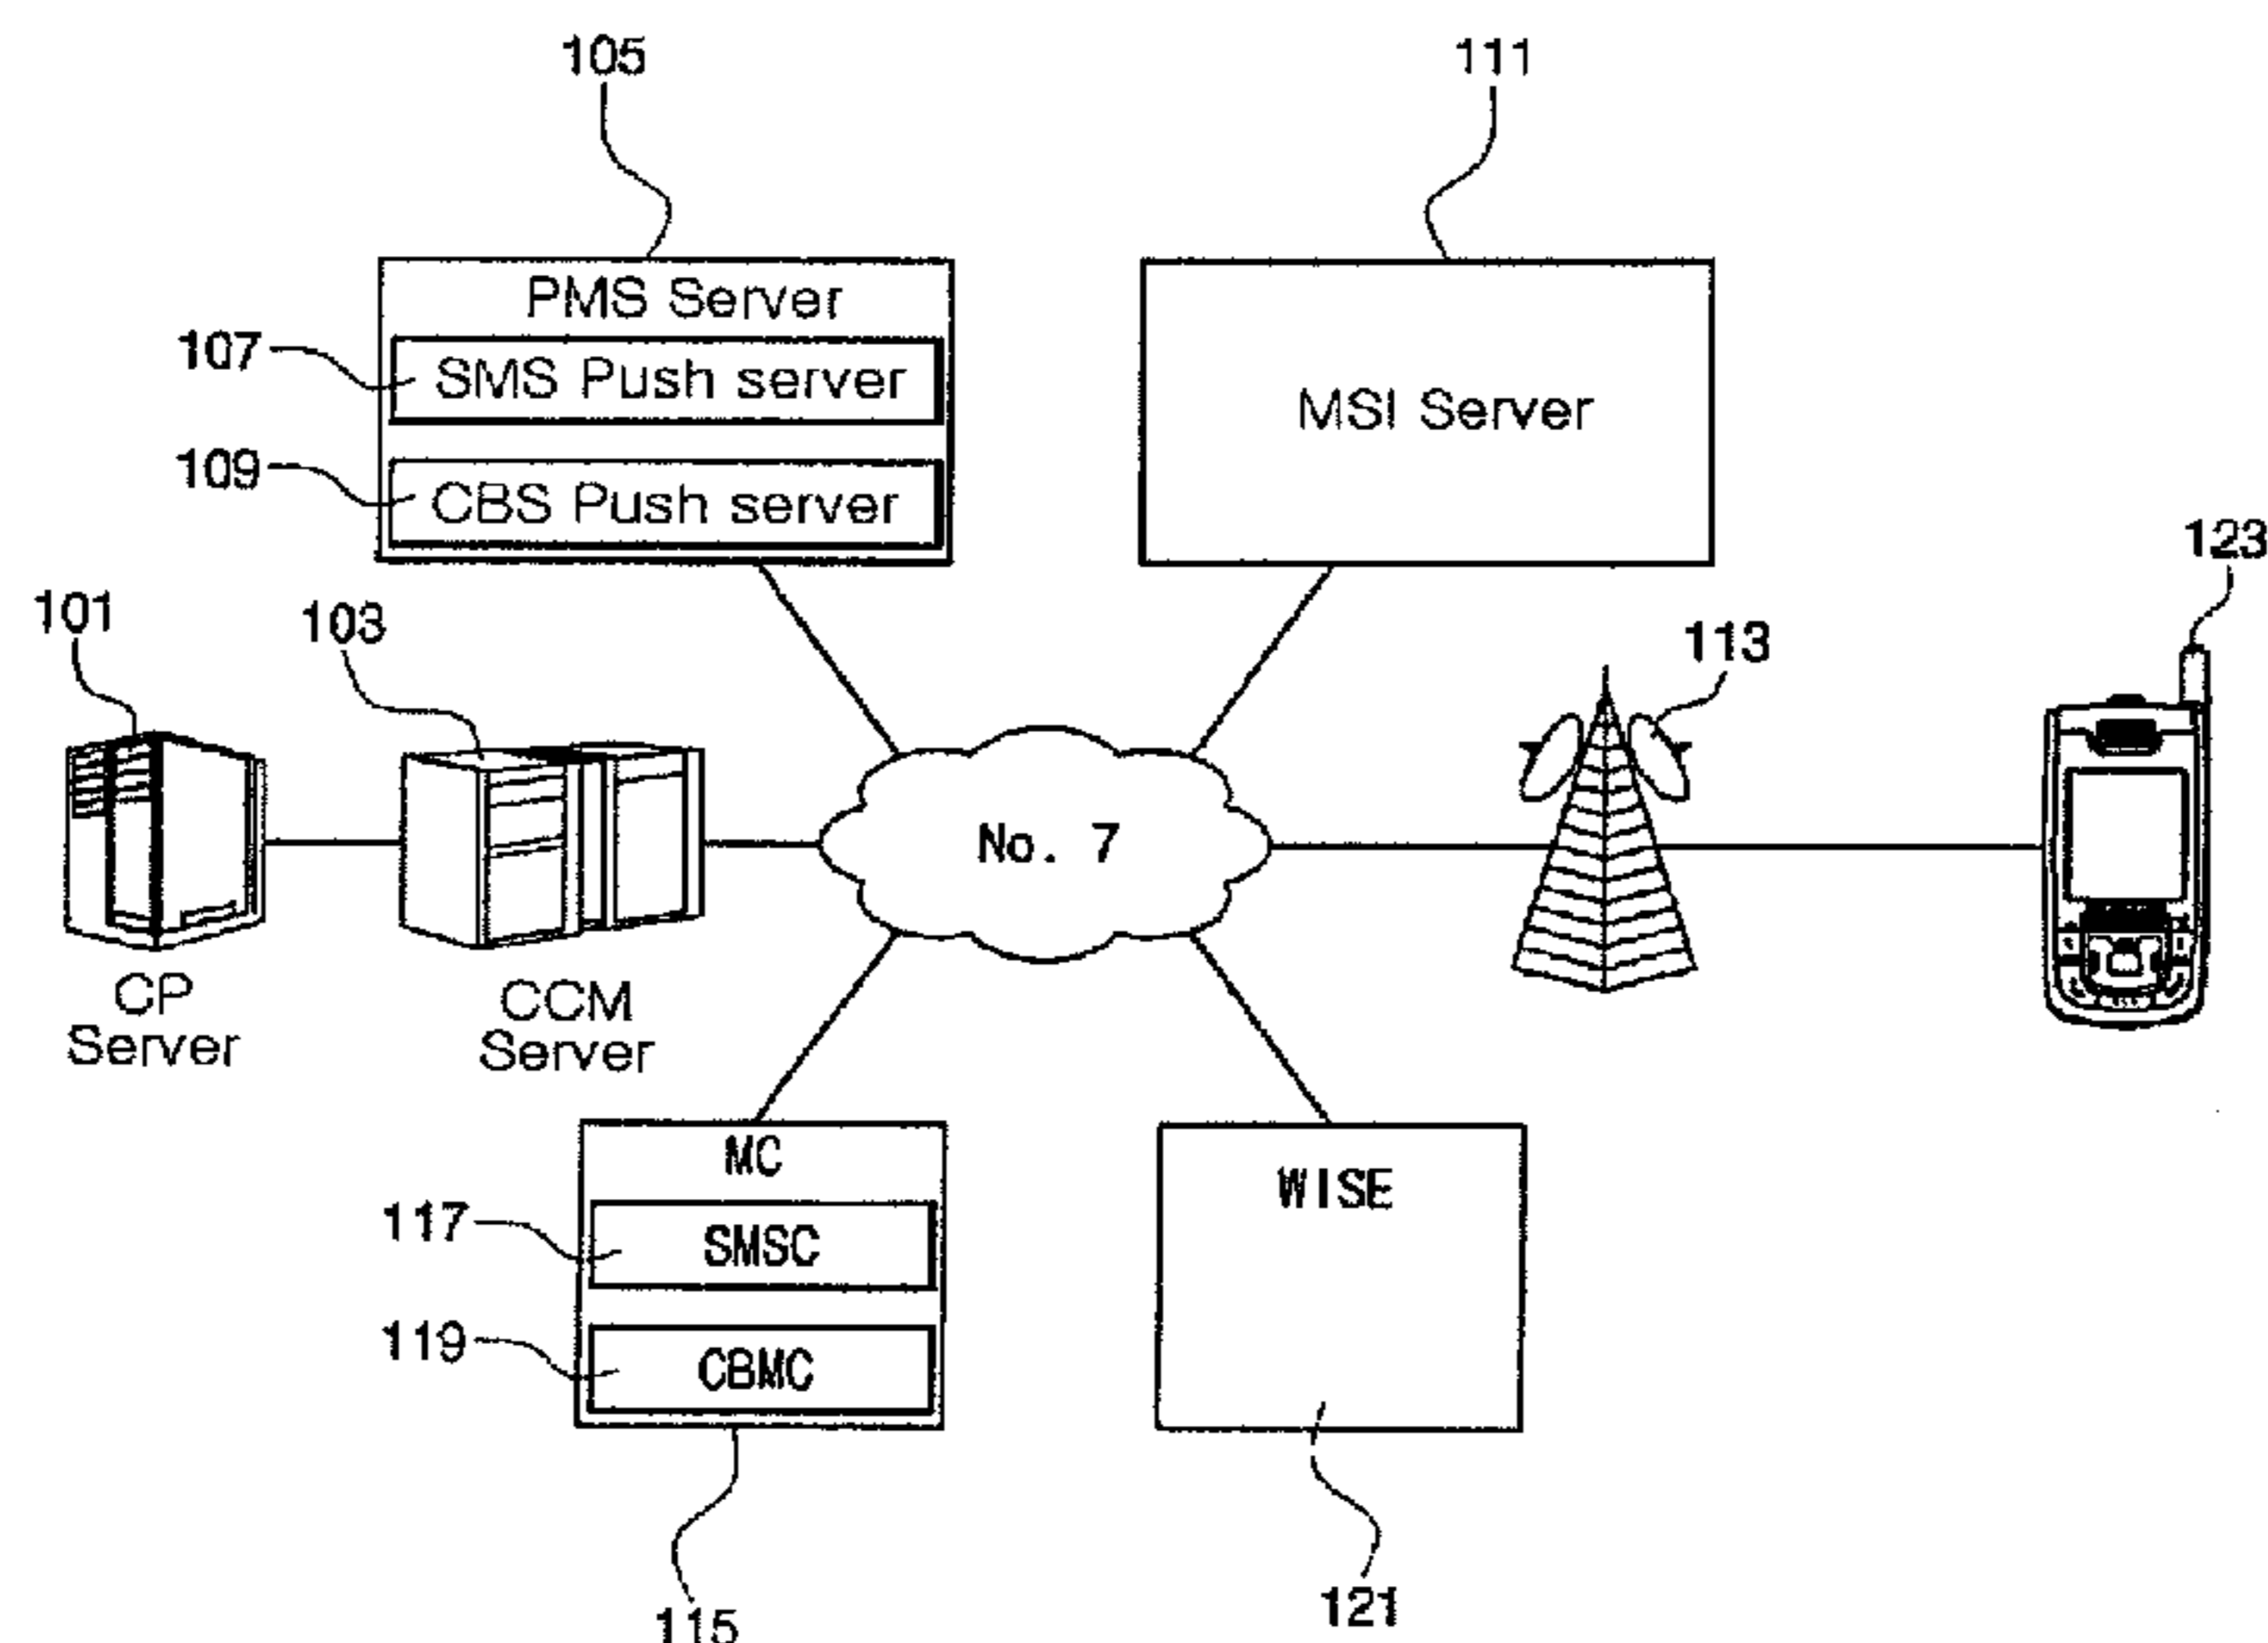 105
111
PMS Server
107
SMS Push server
MSI Server
109
CBS Push server
123
101
103
113
No. 7
CP
Server
CCM
Server
MC
WISE
117
SMSC
119
CBMC
121
115